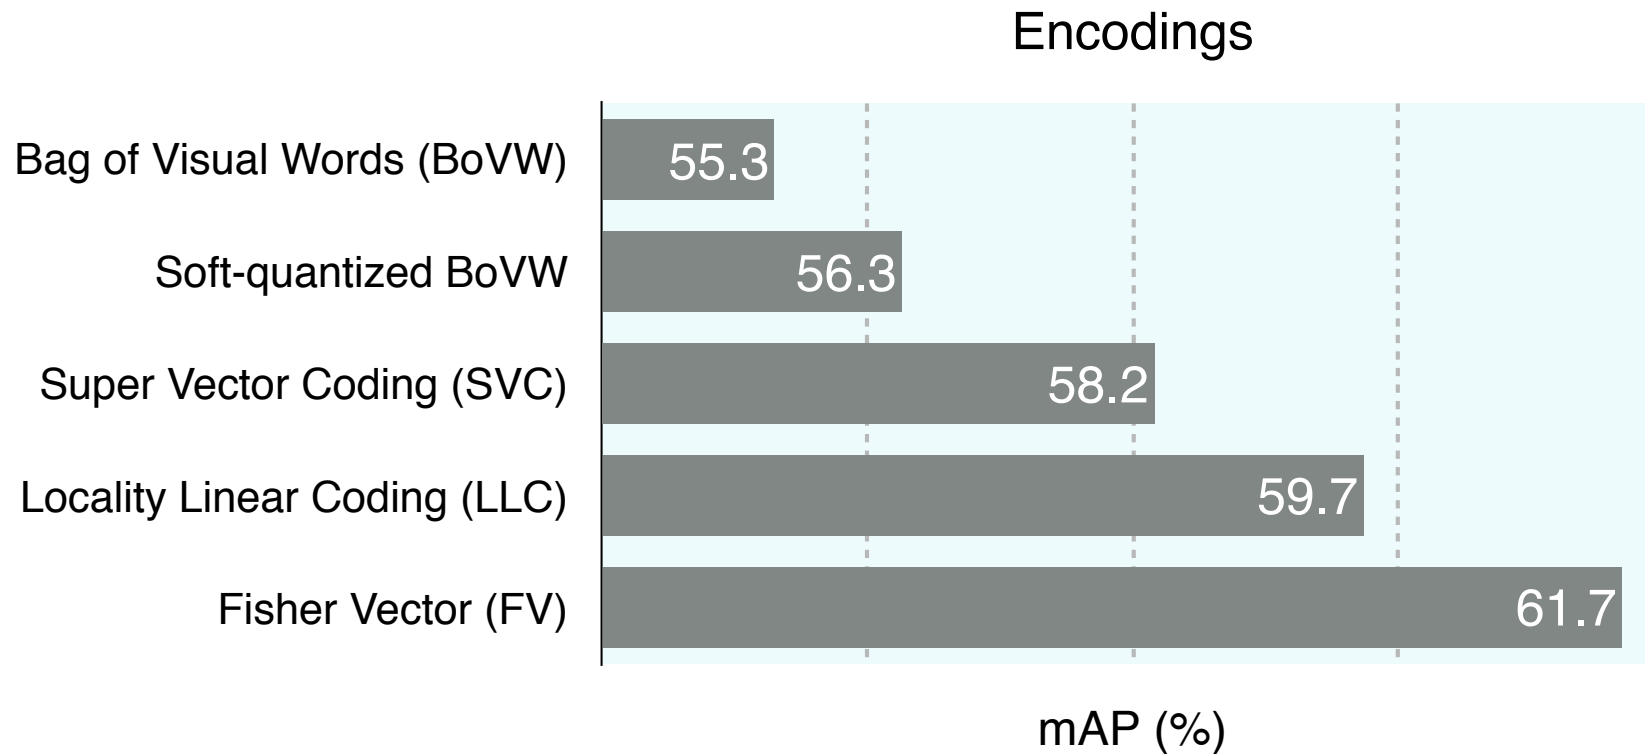 Encodings
Bag of Visual Words (BoVW) 55.3
Soft-quantized BoVW 56.3
Super Vector Coding (SVC) 58.2
Locality Linear Coding (LLC) 59.7
Fisher Vector (FV) 61.7
mAP (%)